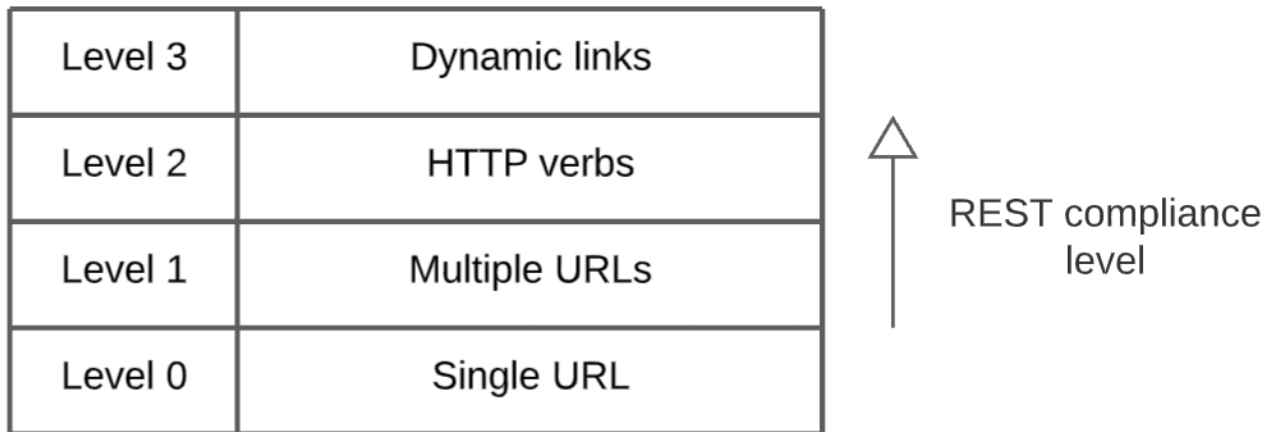 Level 3 Dynamic links
Level 2 HTTP verbs
Level 1 Multiple URLs
Level 0 Single URL
REST compliance
level